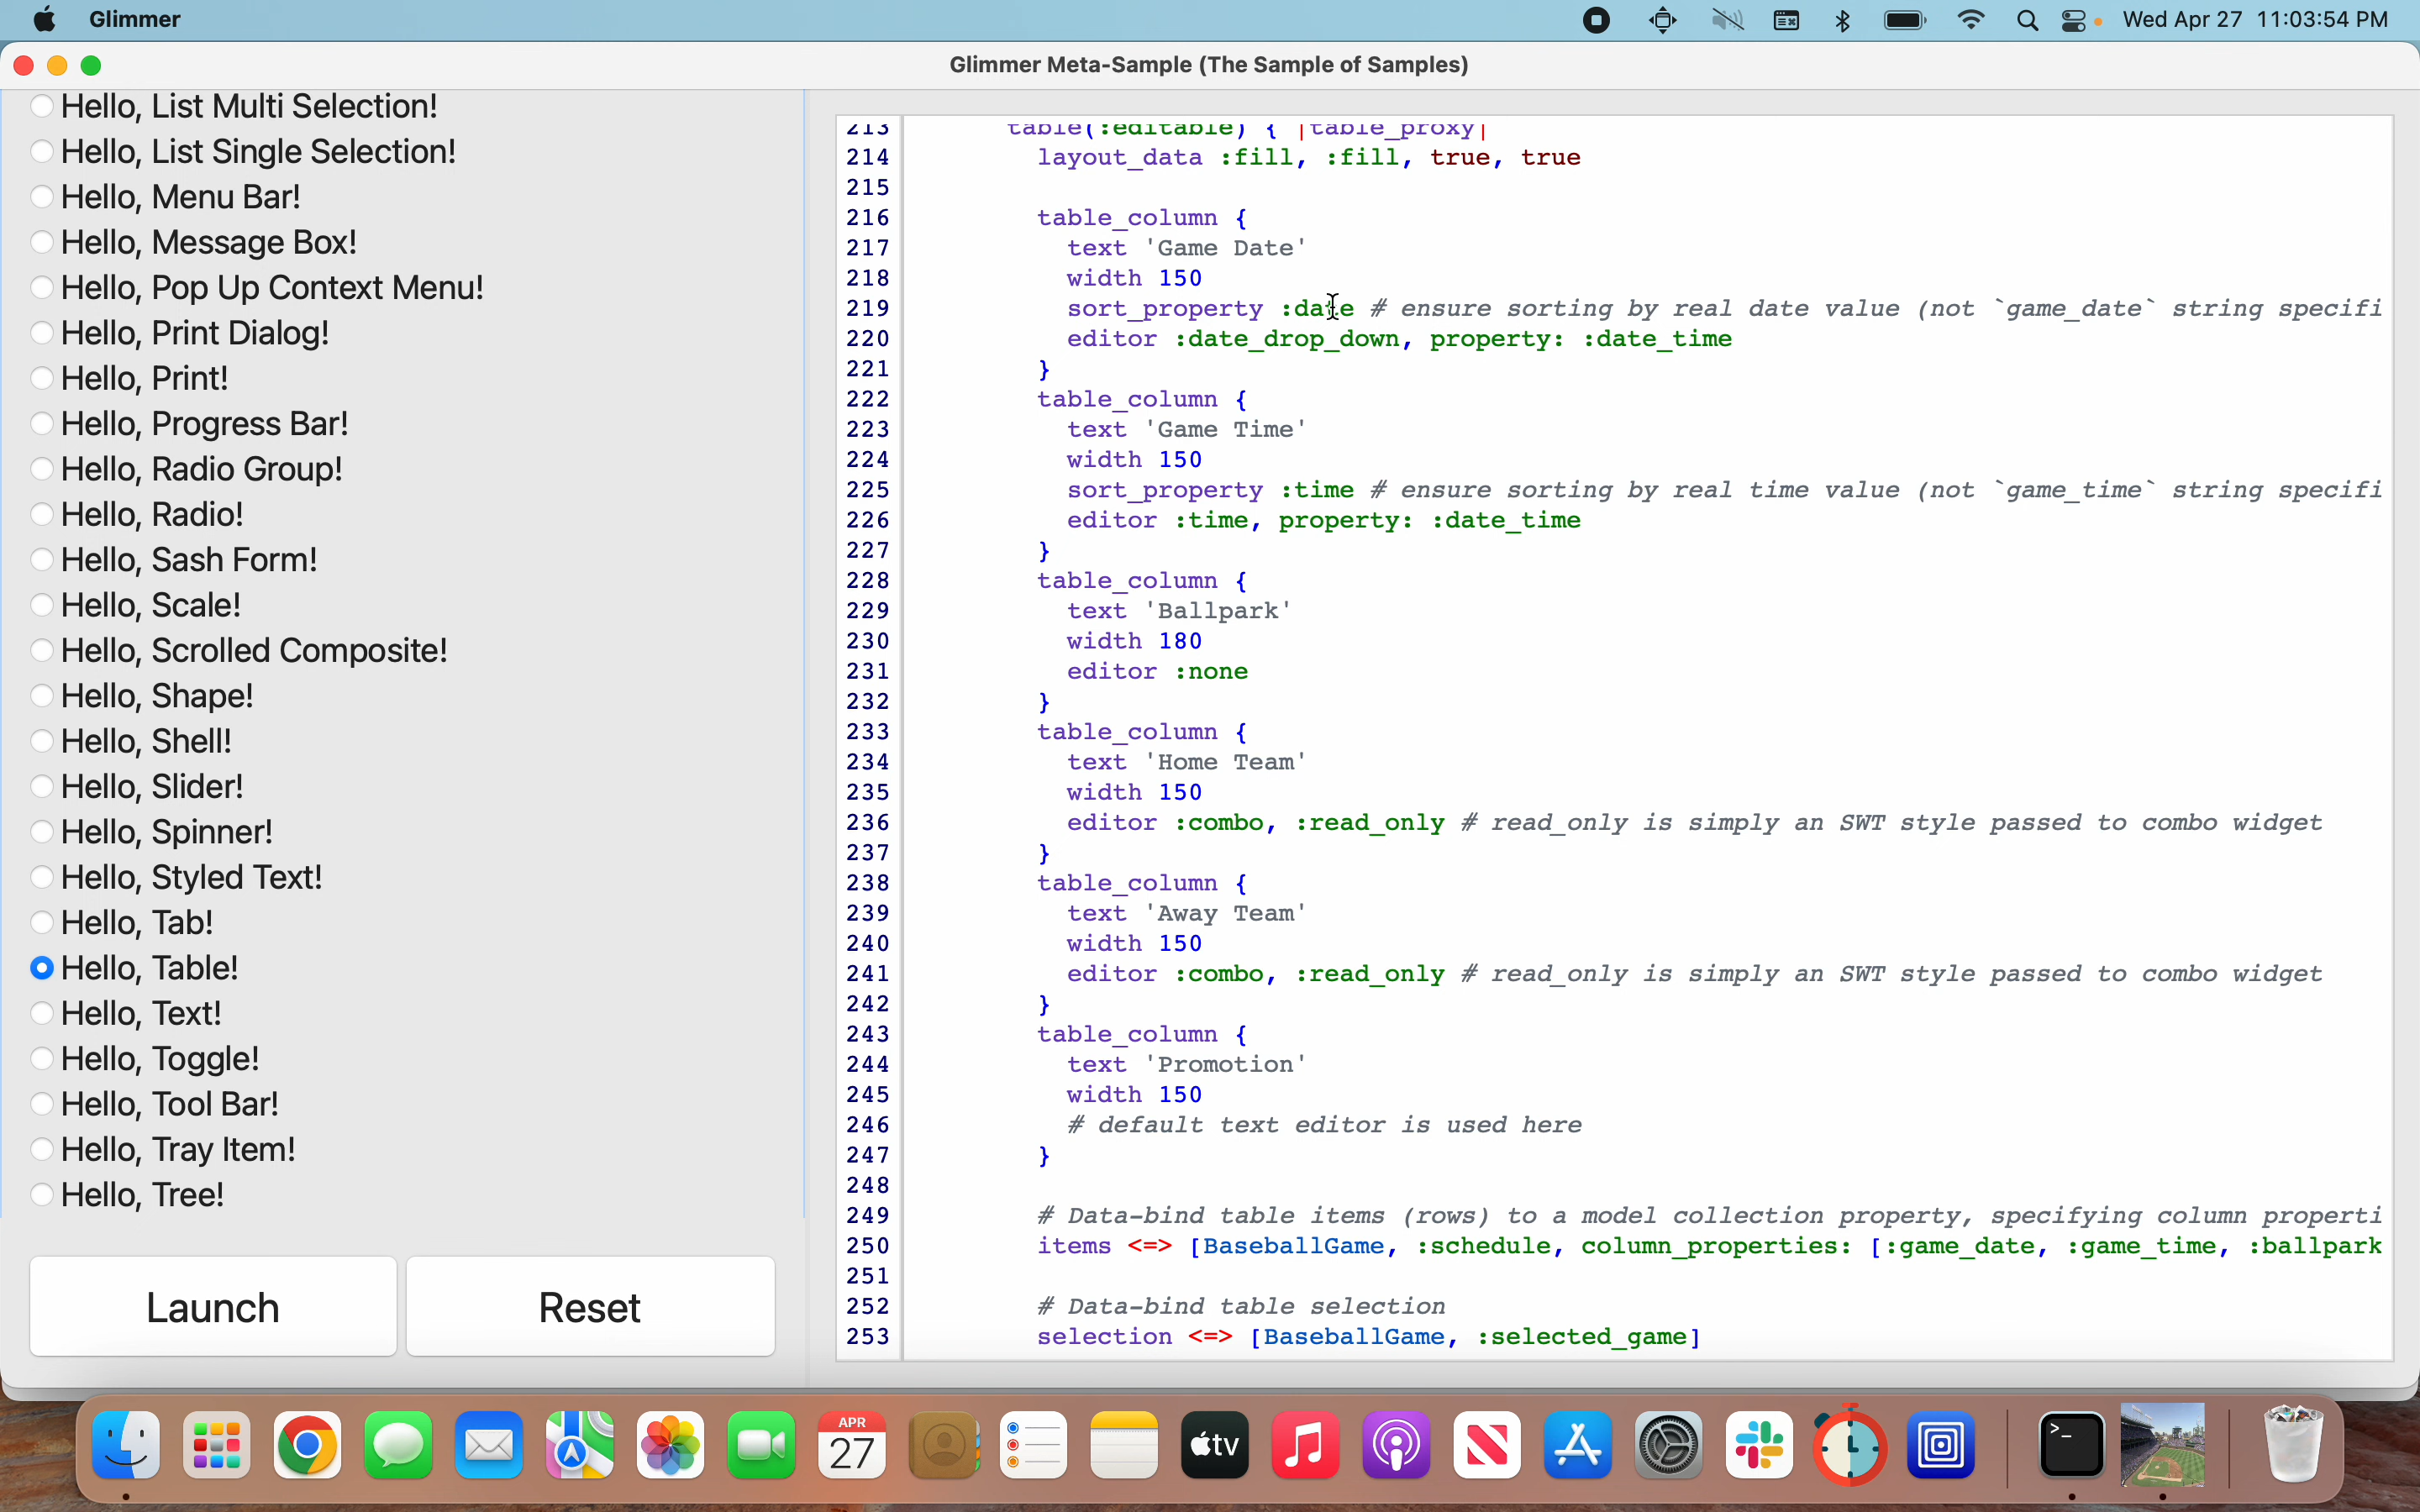 Glimmer
Wed Apr 27 11:03:54 PM
Glimmer Meta-Sample (The Sample of Samples)
Hello, List Multi Selection!
Hello, List Single Selection!
Hello, Menu Bar!
Hello, Message Box!
Hello, Pop Up Context Menu!
Hello, Print Dialog!
Hello, Print!
Hello, Progress Bar!
Hello, Radio Group!
Hello, Radio!
Hello, Sash Form!
Hello, Scale!
Hello, Scrolled Composite!
Hello, Shape!
Hello, Shell!
Hello, Slider!
Hello, Spinner!
Hello, Styled Text!
Hello, Tab!
Hello, Table!
Hello, Text!
Hello, Toggle!
Hello, Tool Bar!
Hello, Tray Item!
Hello, Tree!
Launch Reset
213 table(:editable) { |table_proxy|
214 layout_data :fill, :fill, true, true
215
216 table_column {
217 text 'Game Date'
218 width 150
219 sort_property :date # ensure sorting by real date value (not `game_date` string specifi
220 editor :date_drop_down, property: :date_time
221 }
222 table_column {
223 text 'Game Time'
224 width 150
225 sort_property :time # ensure sorting by real time value (not `game_time` string specifi
226 editor :time, property: :date_time
227 }
228 table_column {
229 text 'Ballpark'
230 width 180
231 editor :none
232 }
233 table_column {
234 text 'Home Team'
235 width 150
236 editor :combo, :read_only # read_only is simply an SWT style passed to combo widget
237 }
238 table_column {
239 text 'Away Team'
240 width 150
241 editor :combo, :read_only # read_only is simply an SWT style passed to combo widget
242 }
243 table_column {
244 text 'Promotion'
245 width 150
246 # default text editor is used here
247 }
248
249 # Data-bind table items (rows) to a model collection property, specifying column properti
250 items <=> [BaseballGame, :schedule, column_properties: [:game_date, :game_time, :ballpark
251
252 # Data-bind table selection
253 selection <=> [BaseballGame, :selected_game]
APR
27
tv
>_